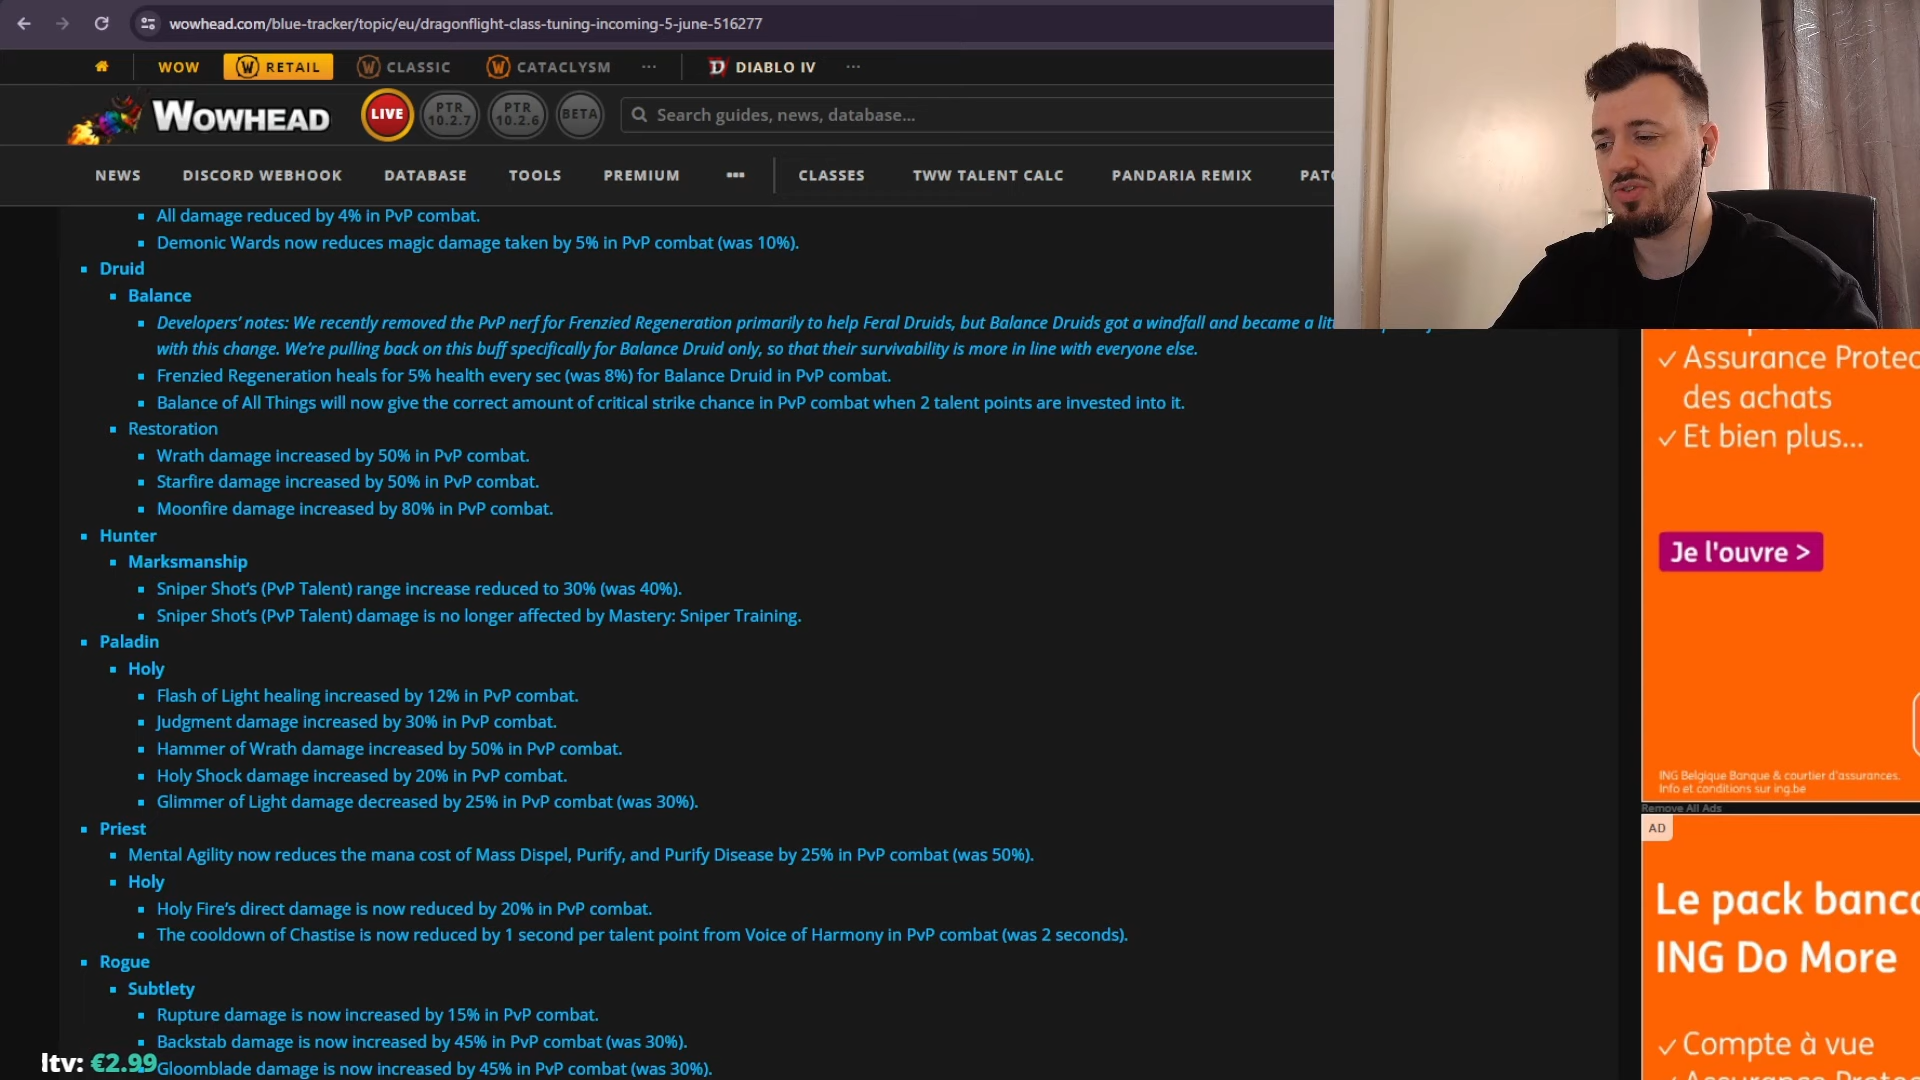 wowhead.com/blue-tracker/topic/eu/dragonflight-class-tuning-incoming-5-june-516277
WOW RETAIL CLASSIC CATACLYSM ... DIABLO IV ...
WOWHEAD LIVE PTR 10.2.7 PTR 10.2.6 BETA Search guides, news, database...
NEWS DISCORD WEBHOOK DATABASE TOOLS PREMIUM ... CLASSES TWW TALENT CALC PANDARIA REMIX
All damage reduced by 4% in PvP combat.
Demonic Wards now reduces magic damage taken by 5% in PvP combat (was 10%).
Druid
Balance
Developers' notes: We recently removed the PvP nerf for Frenzied Regeneration primarily to help Feral Druids, but Balance Druids got a windfall and became a
with this change. We're pulling back on this buff specifically for Balance Druid only, so that their survivability is more in line with everyone else.
Frenzied Regeneration heals for 5% health every sec (was 8%) for Balance Druid in PvP combat.
Balance of All Things will now give the correct amount of critical strike chance in PvP combat when 2 talent points are invested into it.
Restoration
Wrath damage increased by 50% in PvP combat.
Starfire damage increased by 50% in PvP combat.
Moonfire damage increased by 80% in PvP combat.
Hunter
Marksmanship
Sniper Shot's (PvP Talent) range increase reduced to 30% (was 40%).
Sniper Shot's (PvP Talent) damage is no longer affected by Mastery: Sniper Training.
Paladin
Holy
Flash of Light healing increased by 12% in PvP combat.
Judgment damage increased by 30% in PvP combat.
Hammer of Wrath damage increased by 50% in PvP combat.
Holy Shock damage increased by 20% in PvP combat.
Glimmer of Light damage decreased by 25% in PvP combat (was 30%).
Priest
Mental Agility now reduces the mana cost of Mass Dispel, Purify, and Purify Disease by 25% in PvP combat (was 50%).
Holy
Holy Fire's direct damage is now reduced by 20% in PvP combat.
The cooldown of Chastise is now reduced by 1 second per talent point from Voice of Harmony in PvP combat (was 2 seconds).
Rogue
Subtlety
Rupture damage is now increased by 15% in PvP combat.
Backstab damage is now increased by 45% in PvP combat (was 30%).
Gloomblade damage is now increased by 45% in PvP combat (was 30%).
ltv: €2.99
✓ Assurance
des achats
✓ Et bien plus...
Je l'ouvre >
ING Belgique Banque & courtier d'assurances.
Info et conditions sur ing.be
Remove All Ads
AD
Le pack
ING Do More
✓ Compte à vue